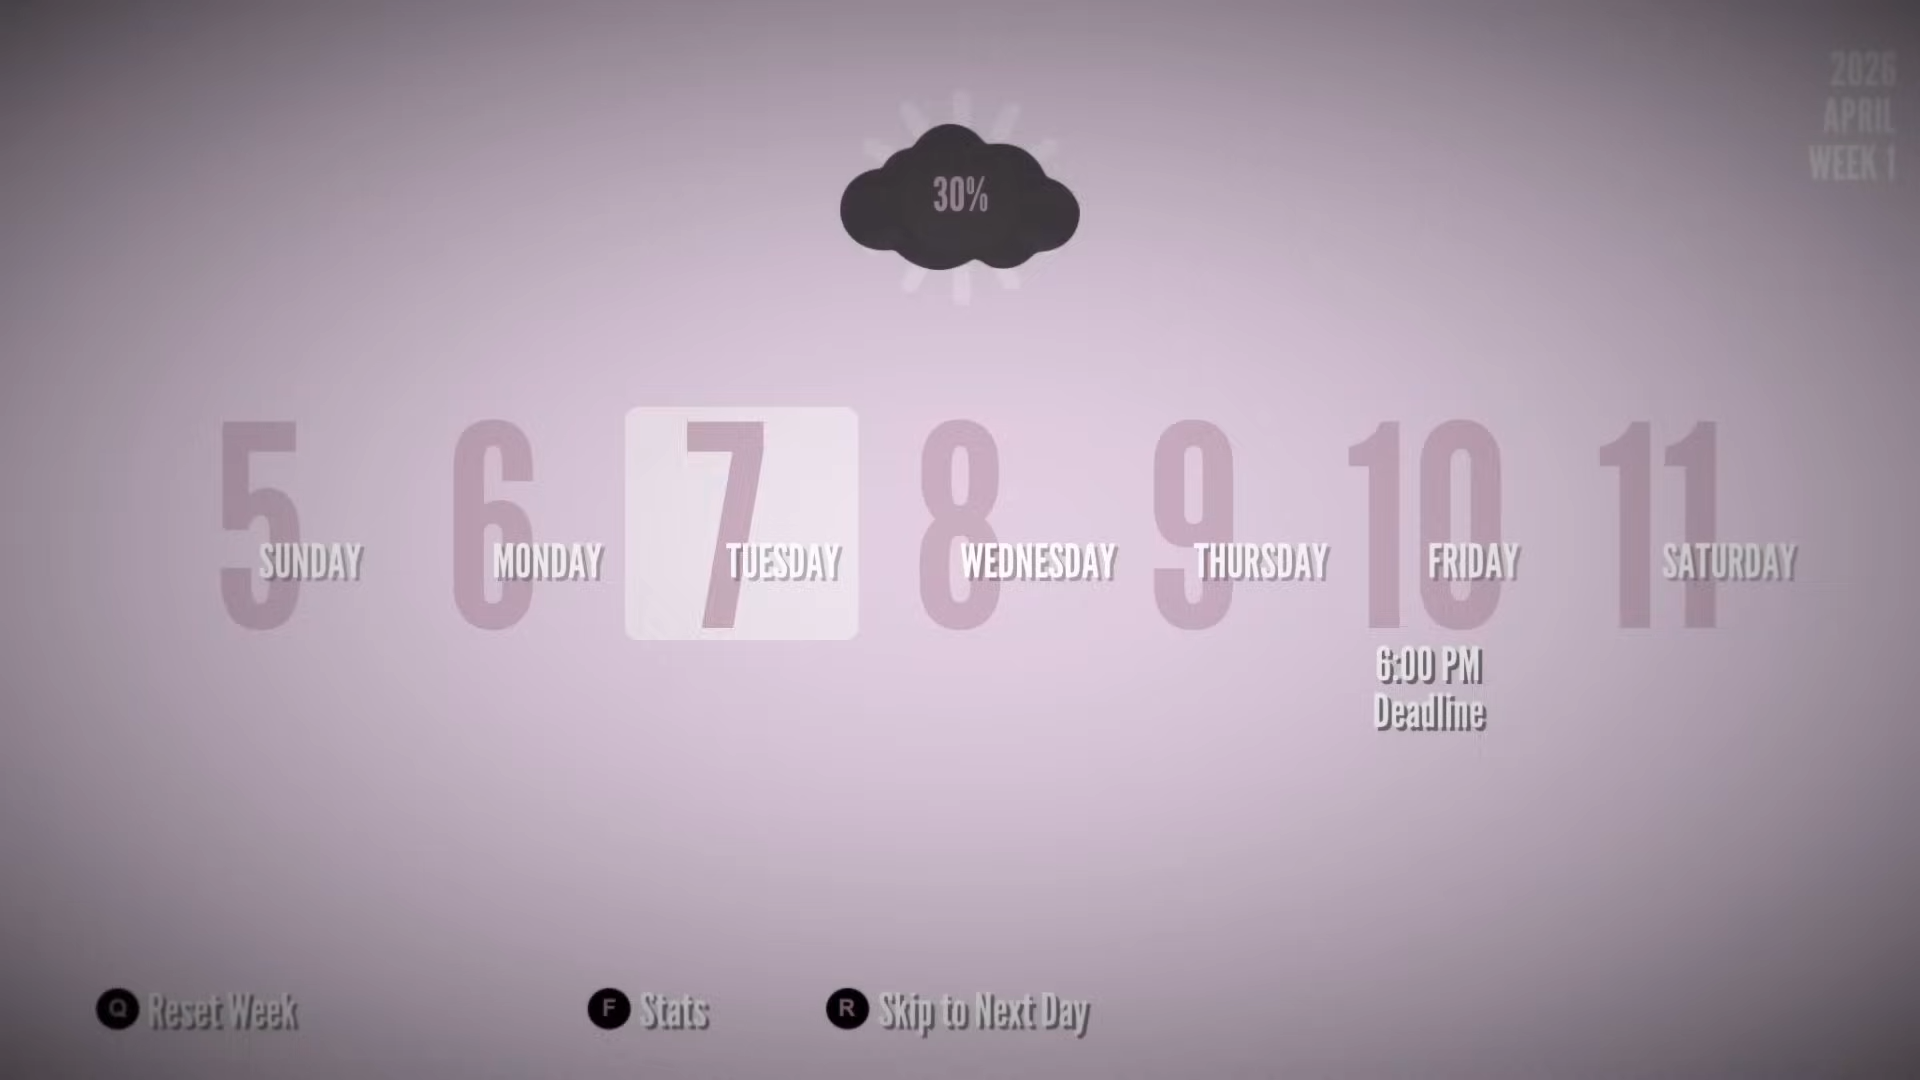 2026
APRIL
WEEK 1
30%
5 SUNDAY
6 MONDAY
7 TUESDAY
8 WEDNESDAY
9 THURSDAY
10 FRIDAY
11 SATURDAY
6:00 PM
Deadline
Q Reset Week
F Stats
R Skip to Next Day